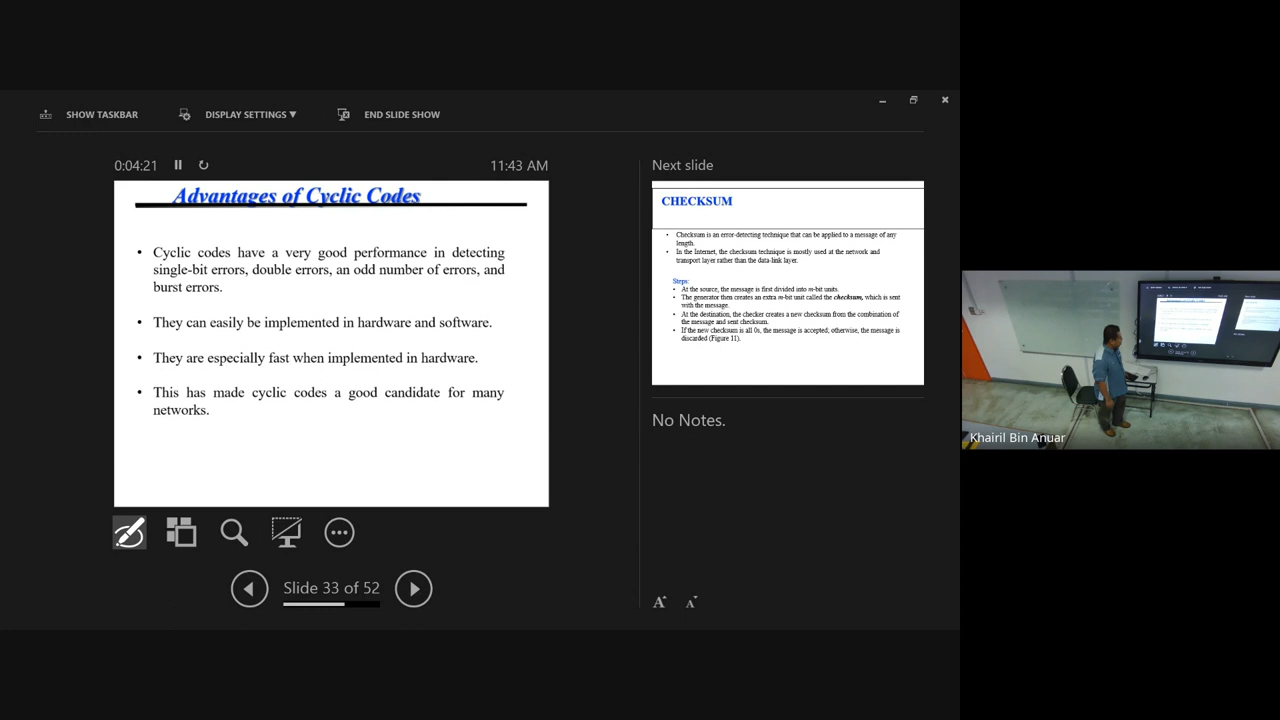 SHOW TASKBAR
DISPLAY SETTINGS ▼
END SLIDE SHOW
0:04:21
11:43 AM
Advantages of Cyclic Codes
• Cyclic codes have a very good performance in detecting
single-bit errors, double errors, an odd number of errors, and
burst errors.
• They can easily be implemented in hardware and software.
• They are especially fast when implemented in hardware.
• This has made cyclic codes a good candidate for many
networks.
Slide 33 of 52
Next slide
CHECKSUM
• Checksum is an error-detecting technique that can be applied to a message of any
length.
• In the Internet, the checksum technique is mostly used at the network and
transport layer rather than the data-link layer.
Steps:
• At the source, the message is first divided into m-bit units.
• The generator then creates an extra m-bit unit called the checksum, which is sent
with the message.
• At the destination, the checker creates a new checksum from the combination of
the message and sent checksum.
• If the new checksum is all 0s, the message is accepted; otherwise, the message is
discarded (Figure 11).
No Notes.
A A
Khairil Bin Anuar